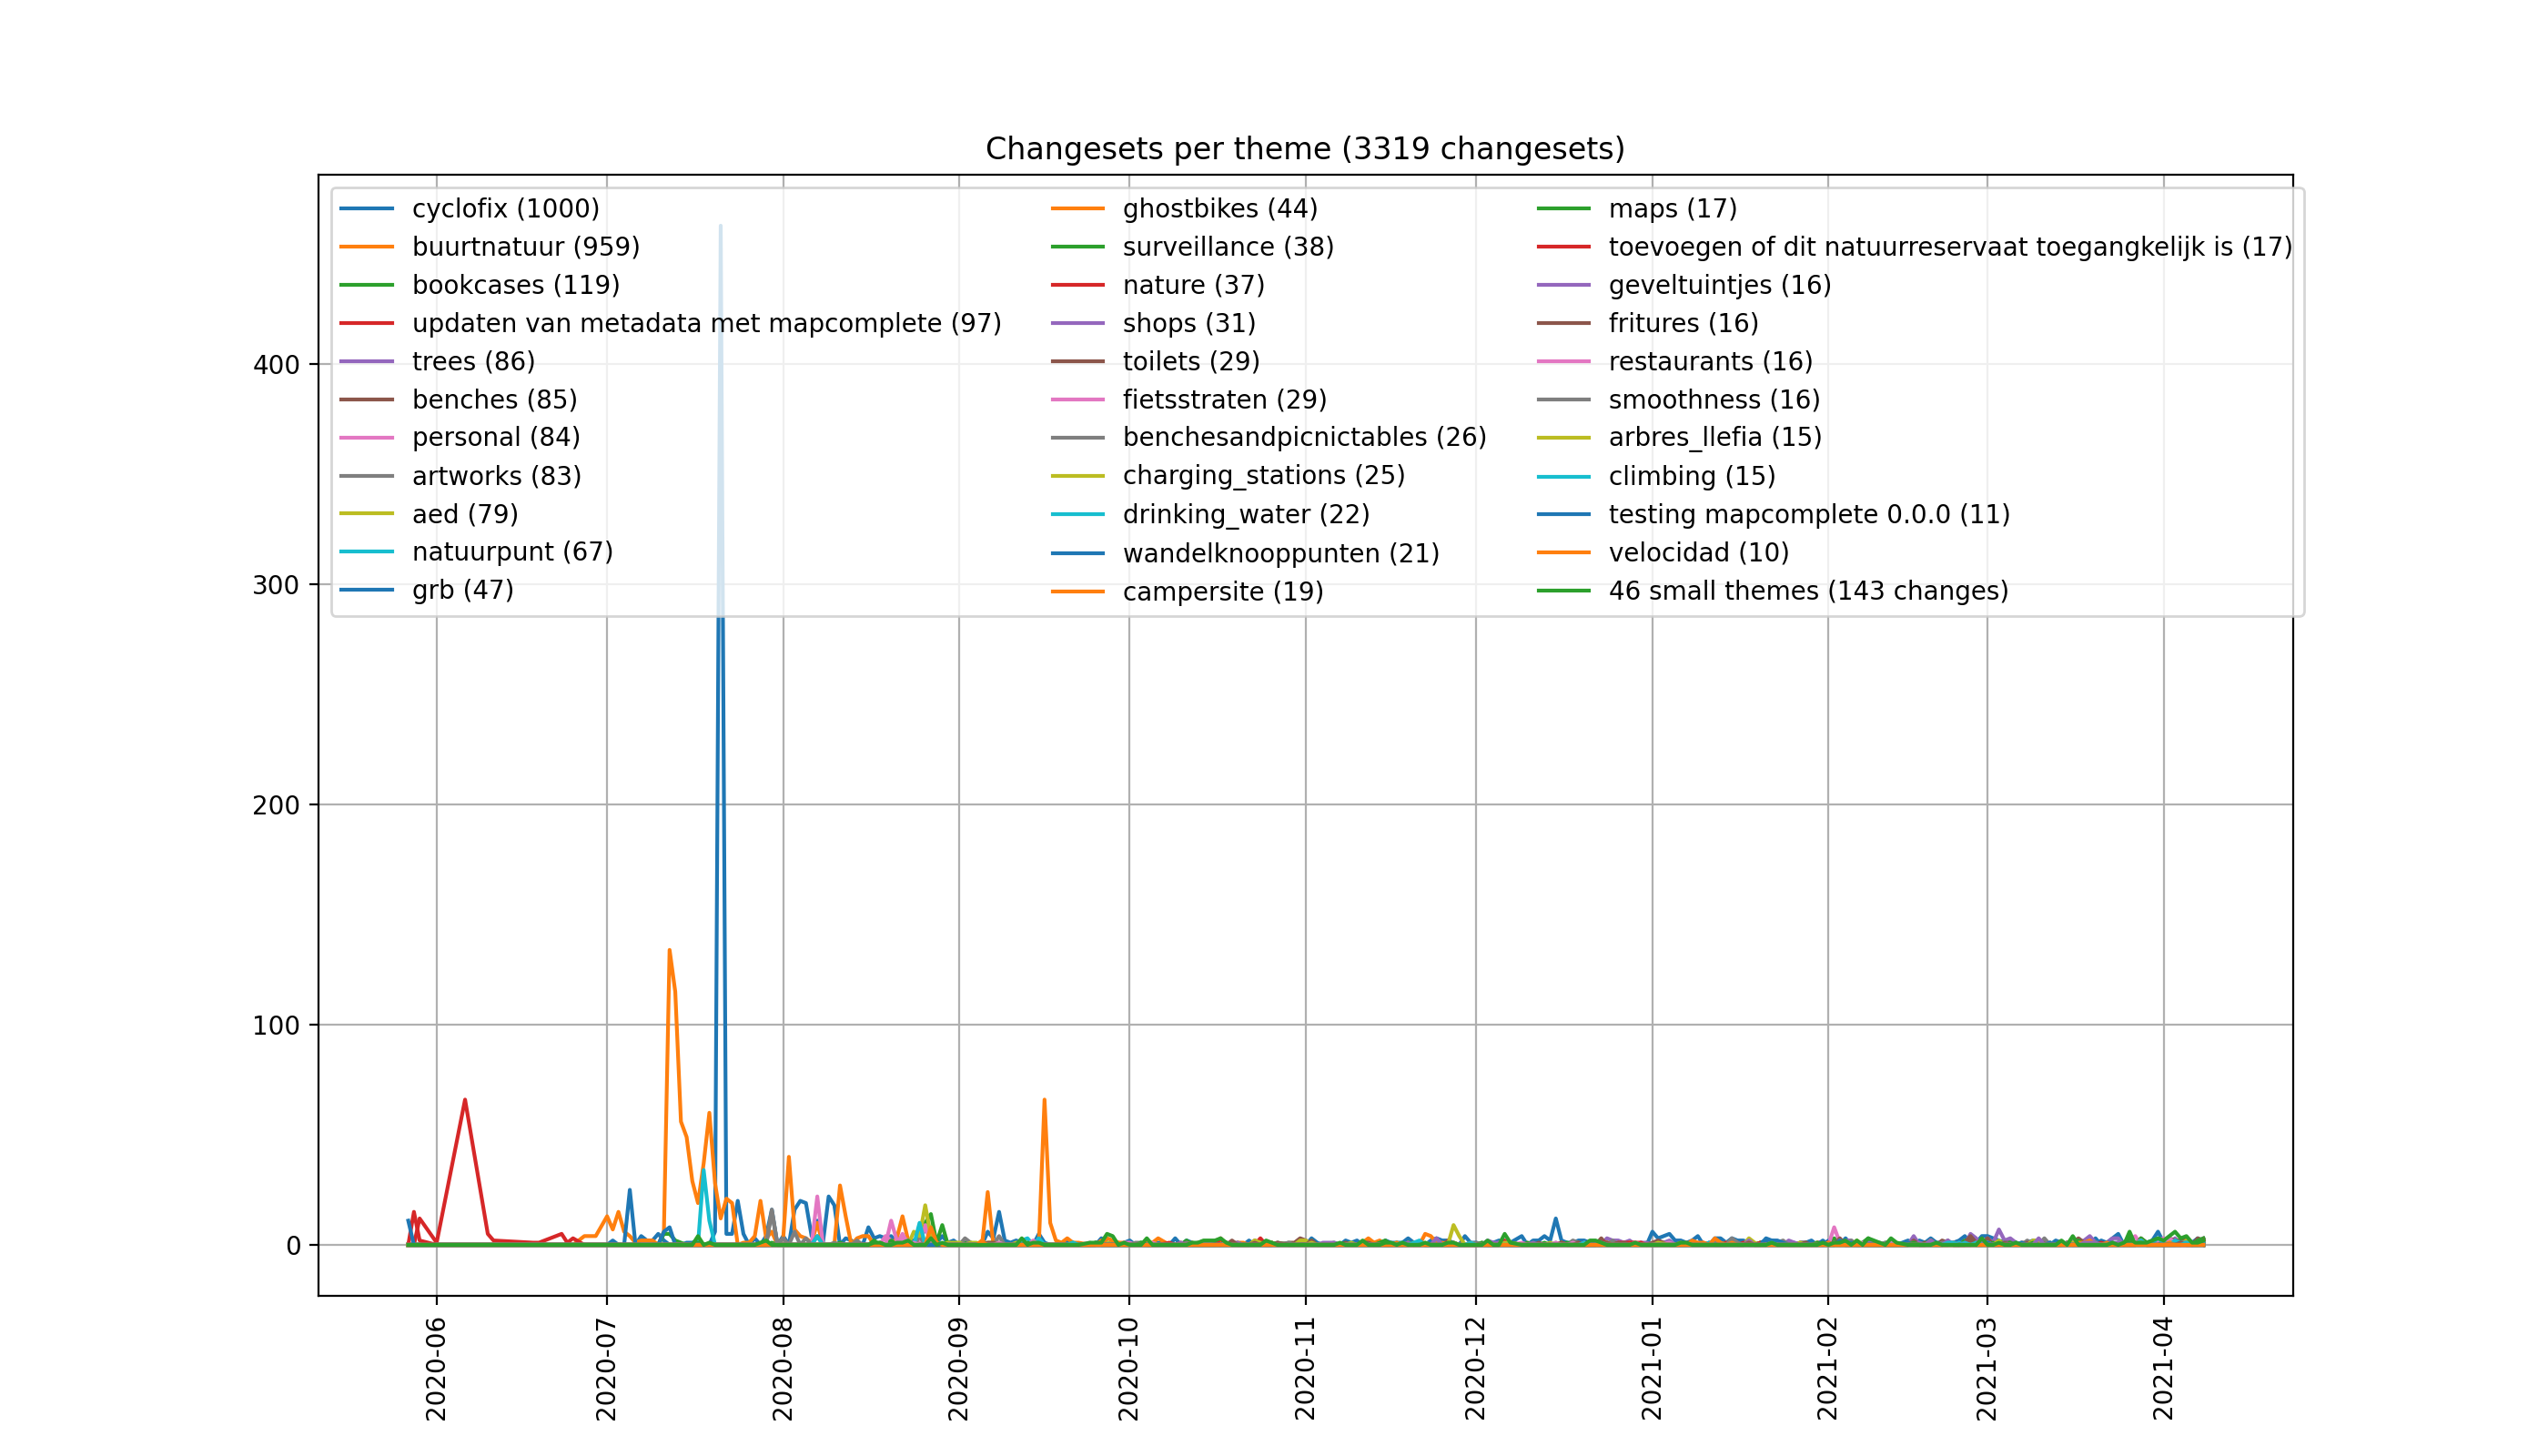 Changesets per theme (3319 changesets)
cyclofix (1000)
buurtnatuur (959)
bookcases (119)
updaten van metadata met mapcomplete (97)
trees (86)
benches (85)
personal (84)
artworks (83)
aed (79)
natuurpunt (67)
grb (47)
ghostbikes (44)
surveillance (38)
nature (37)
shops (31)
toilets (29)
fietsstraten (29)
benchesandpicnictables (26)
charging_stations (25)
drinking_water (22)
wandelknooppunten (21)
campersite (19)
maps (17)
toevoegen of dit natuurreservaat toegangkelijk is (17)
geveltuintjes (16)
fritures (16)
restaurants (16)
smoothness (16)
arbres_llefia (15)
climbing (15)
testing mapcomplete 0.0.0 (11)
velocidad (10)
46 small themes (143 changes)
400
300
200
100
0
2020-06
2020-07
2020-08
2020-09
2020-10
2020-11
2020-12
2021-01
2021-02
2021-03
2021-04